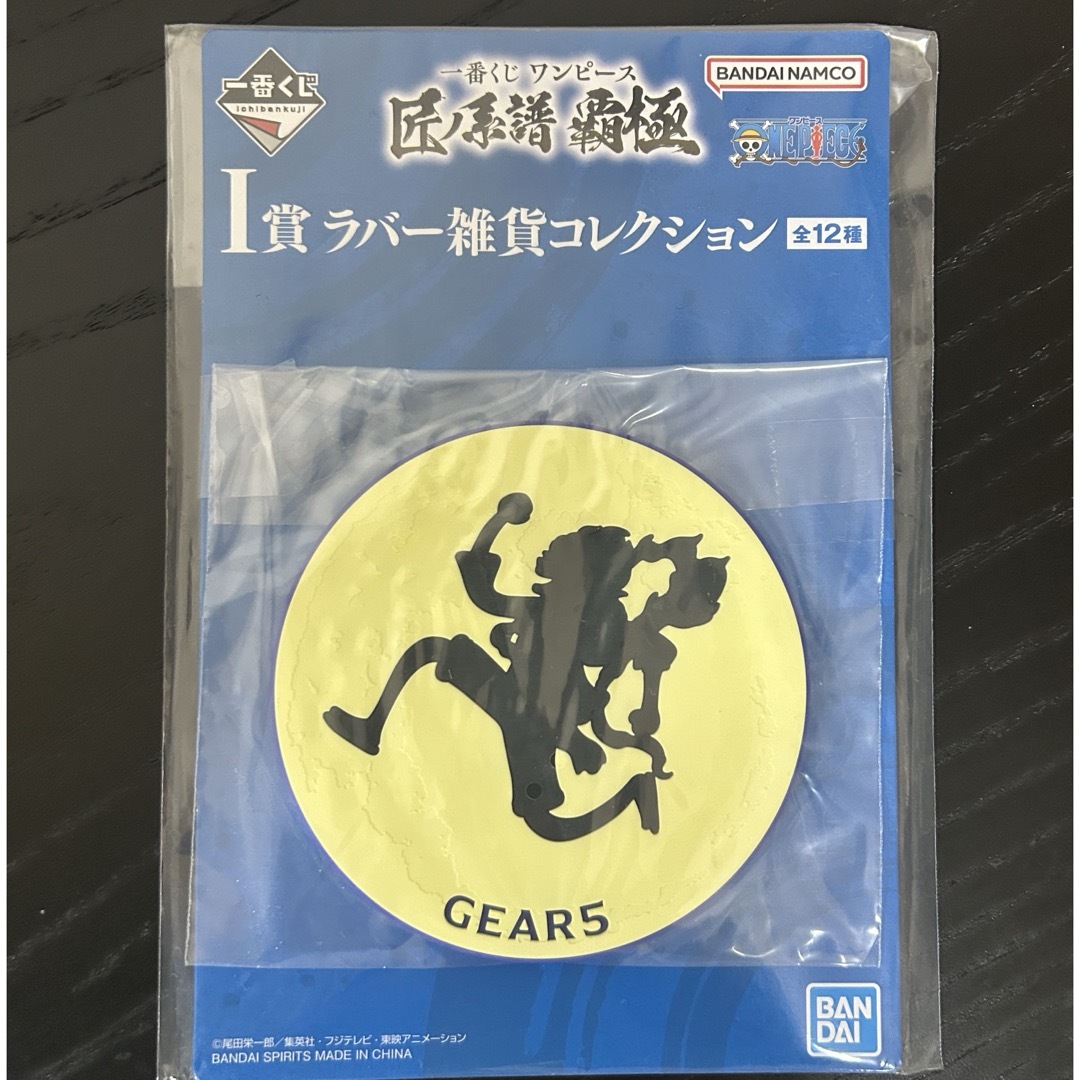 一番くじ
ichibankuji
一番くじ ワンピース
匠ノ系譜 覇極
BANDAI NAMCO
ワンピース
ONE PIECE
I賞 ラバー雑貨コレクション 全12種
GEAR5
©尾田栄一郎／集英社・フジテレビ・東映アニメーション
BANDAI SPIRITS MADE IN CHINA
BAN
DAI